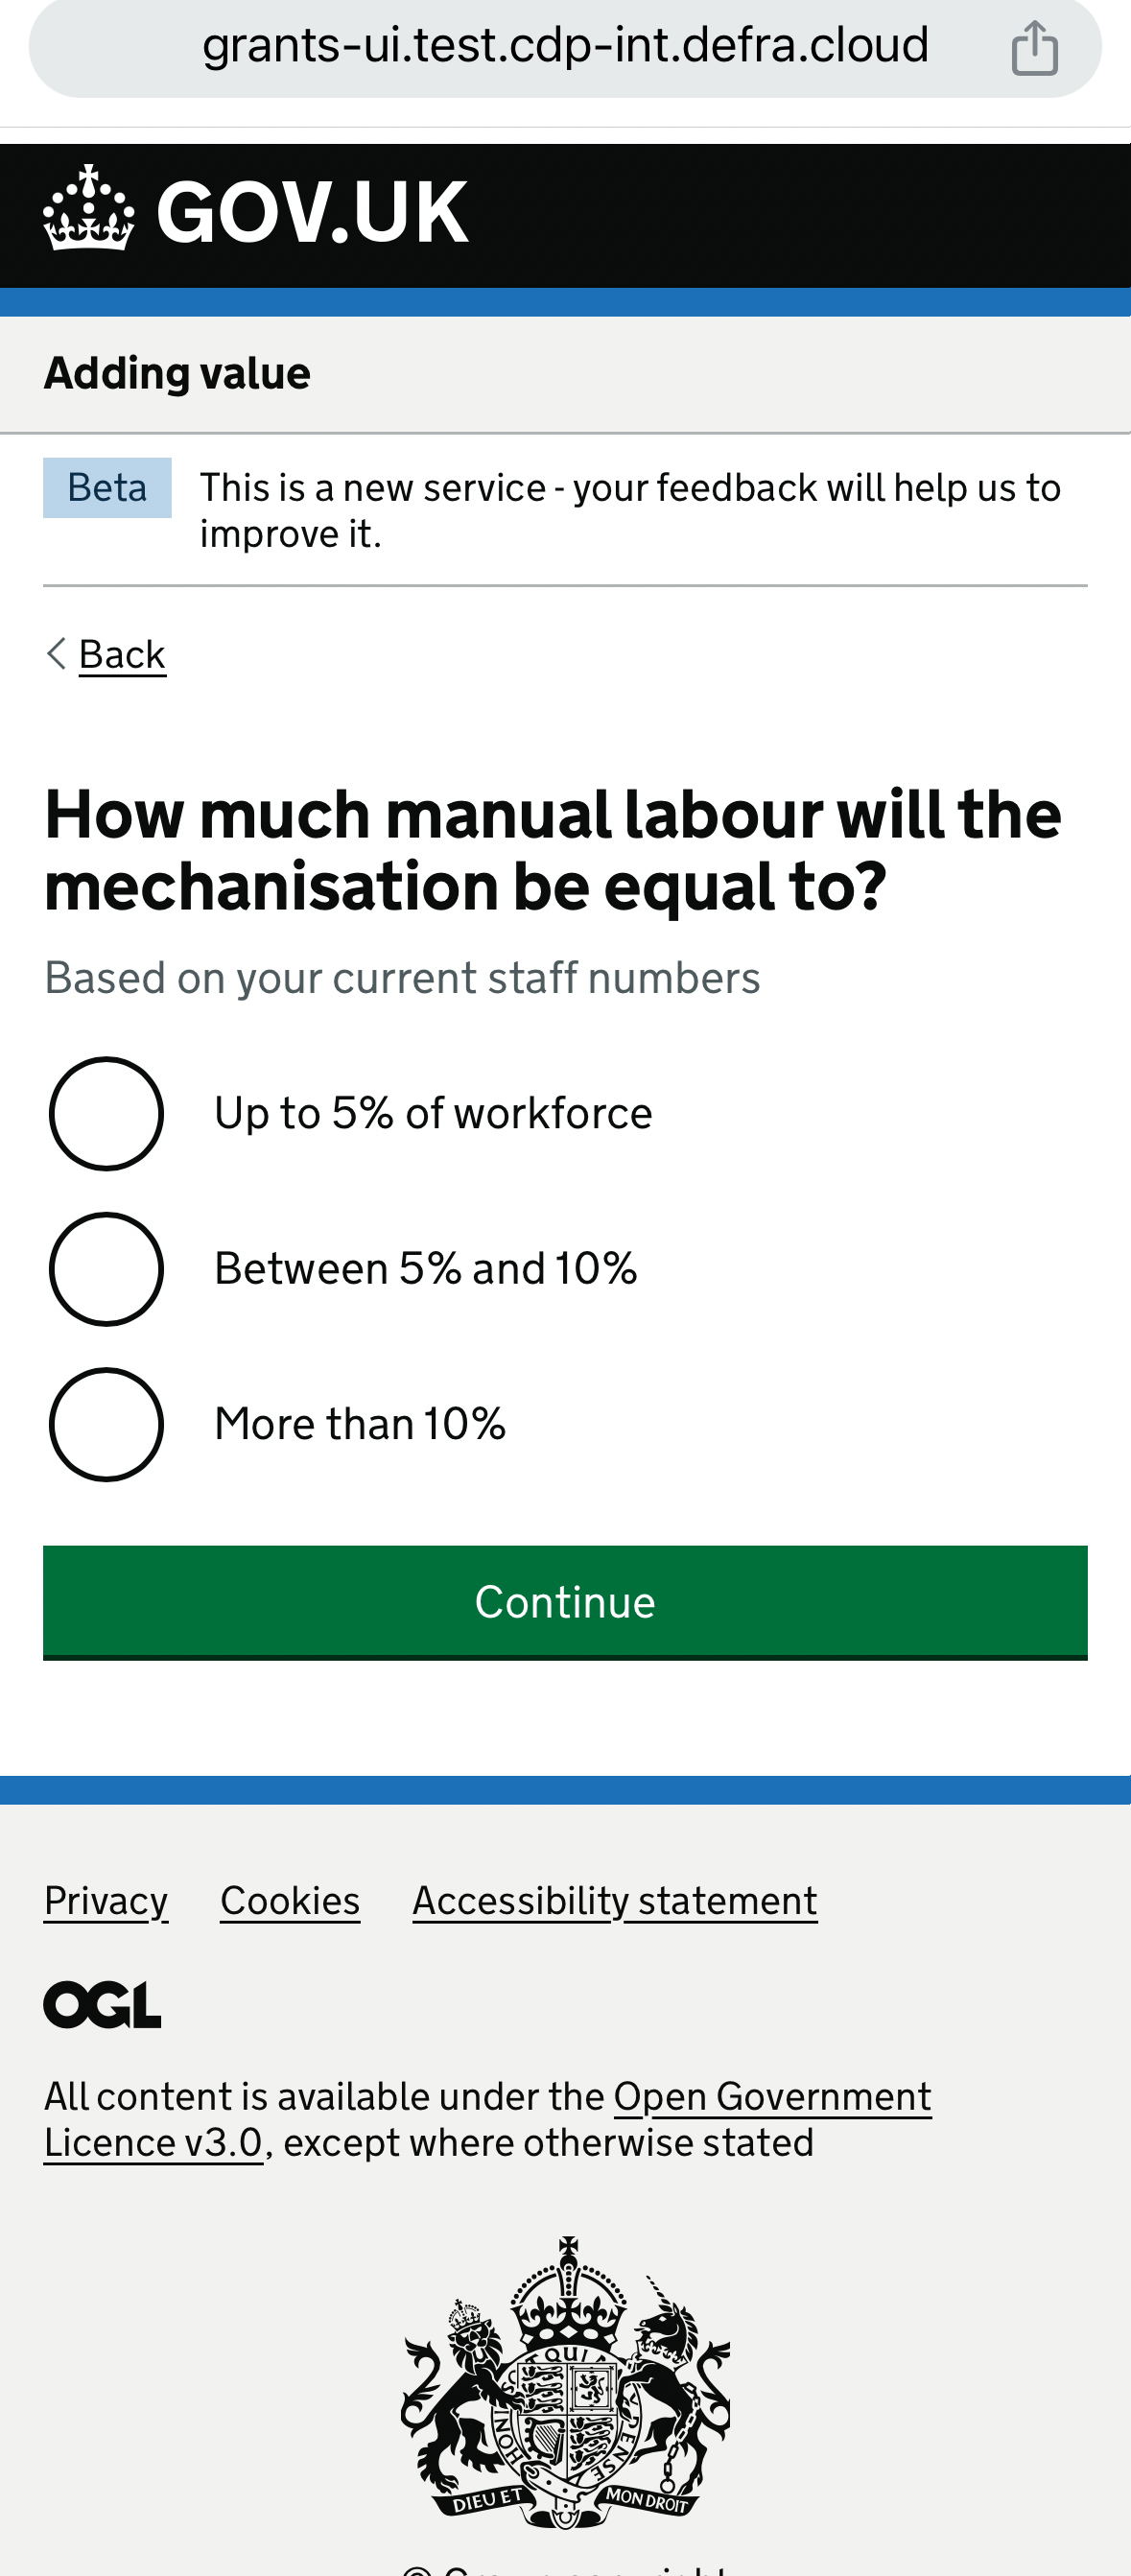 grants-ui.test.cdp-int.defra.cloud
GOV.UK
Adding value
Beta
This is a new service - your feedback will help us to
improve it.
Back
How much manual labour will the
mechanisation be equal to?
Based on your current staff numbers
Up to 5% of workforce
Between 5% and 10%
More than 10%
Continue
Privacy Cookies Accessibility statement
OGL
All content is available under the Open Government
Licence v3.0, except where otherwise stated
QUI
HONI
DIEU ET MON DROIT
© Crown copyright